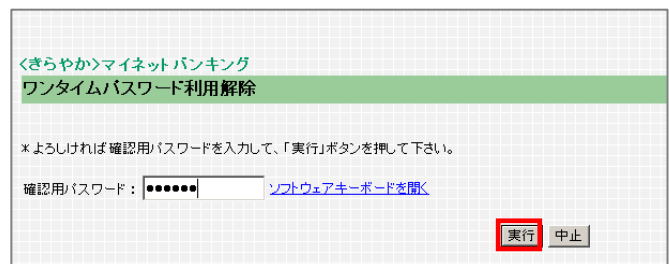 <きらやか>マイネットバンキング
ワンタイムパスワード利用解除
*よろしければ確認用パスワードを入力して、「実行」ボタンを押して下さい。
確認用パスワード： ●●●●●● ソフトウェアキーボードを開く
実行 中止